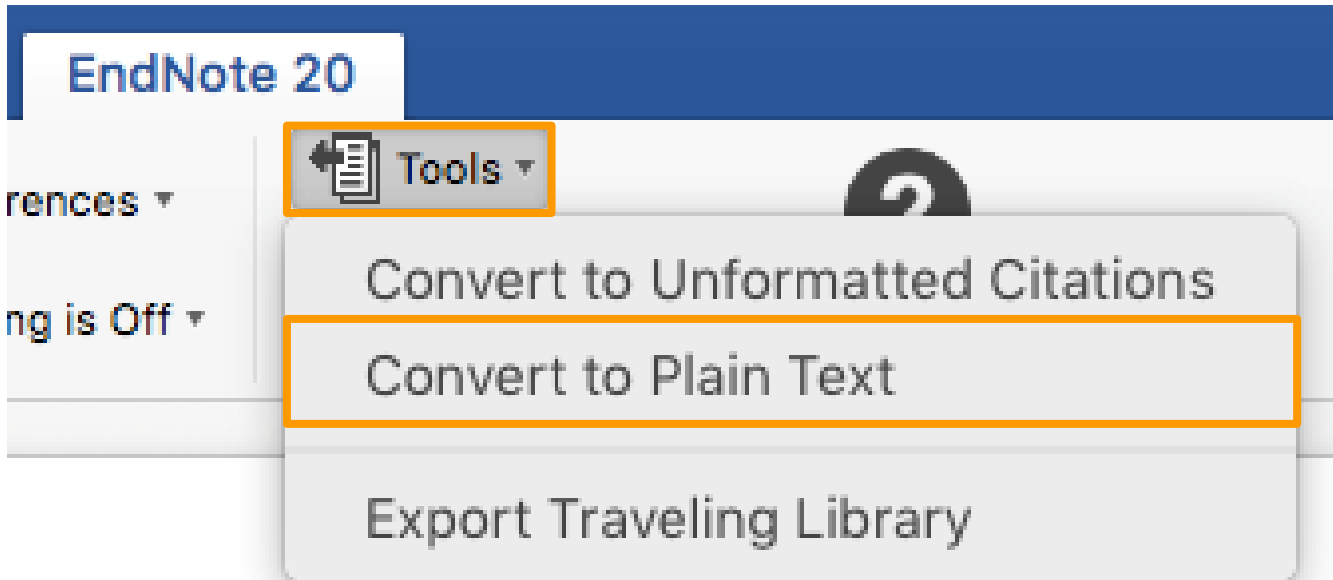 EndNote 20
Tools
rences
ng is Off
Convert to Unformatted Citations
Convert to Plain Text
Export Traveling Library